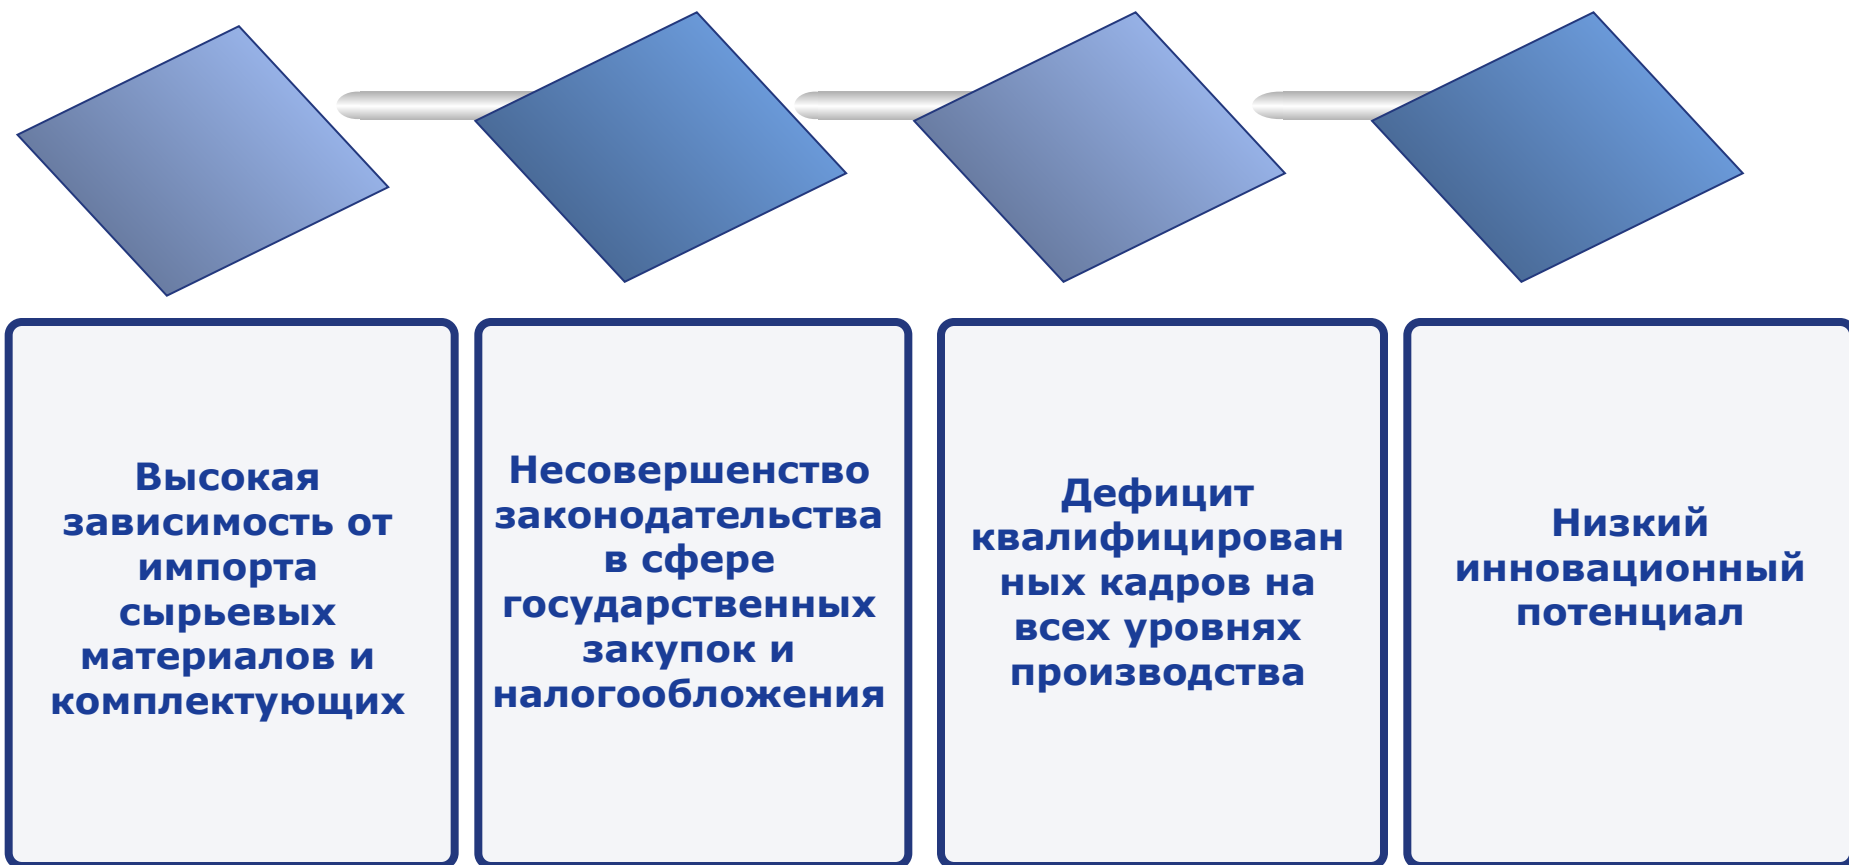 Высокая
зависимость от
импорта
сырьевых
материалов и
комплектующих
Несовершенство
законодательства
в сфере
государственных
закупок и
налогообложения
Дефицит
квалифицирован
ных кадров на
всех уровнях
производства
Низкий
инновационный
потенциал